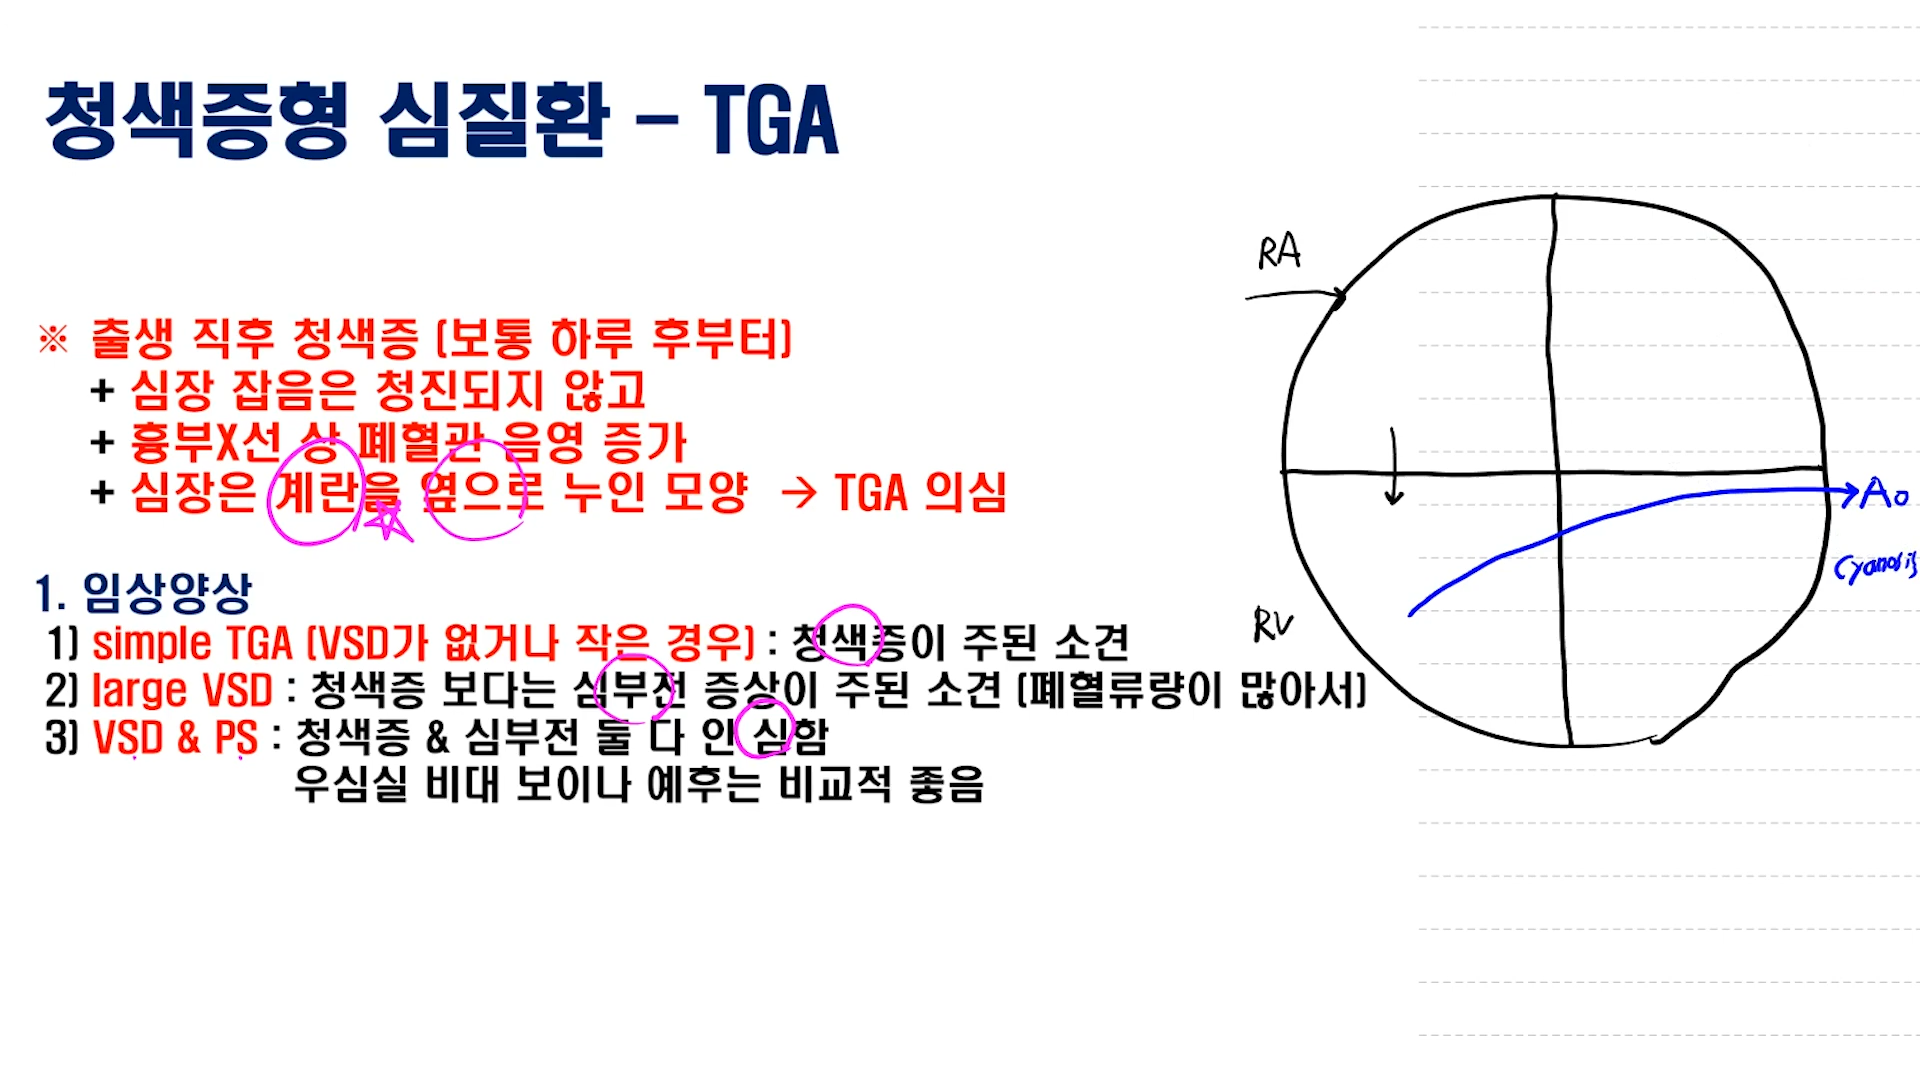 청색증형 심질환 – TGA
※ 출생 직후 청색증 (보통 하루 후부터)
+ 심장 잡음은 청진되지 않고
+ 흉부X선 상 폐혈관 음영 증가
+ 심장은 계란을 옆으로 누인 모양 → TGA 의심
1. 임상양상
1) simple TGA (VSD가 없거나 작은 경우) : 청색증이 주된 소견
2) large VSD : 청색증 보다는 심부전 증상이 주된 소견 (폐혈류량이 많아서)
3) VSD & PS : 청색증 & 심부전 둘 다 안 심함
우심실 비대 보이나 예후는 비교적 좋음
RA
RV
Ao
Cyanosis